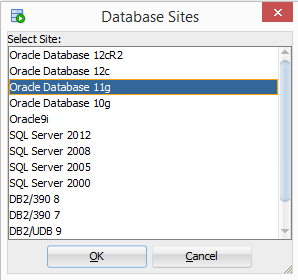 Database Sites
Select Site:
Oracle Database 12cR2
Oracle Database 12c
Oracle Database 11g
Oracle Database 10g
Oracle9i
SQL Server 2012
SQL Server 2008
SQL Server 2005
SQL Server 2000
DB2/390 8
DB2/390 7
DB2/UDB 9
OK Cancel